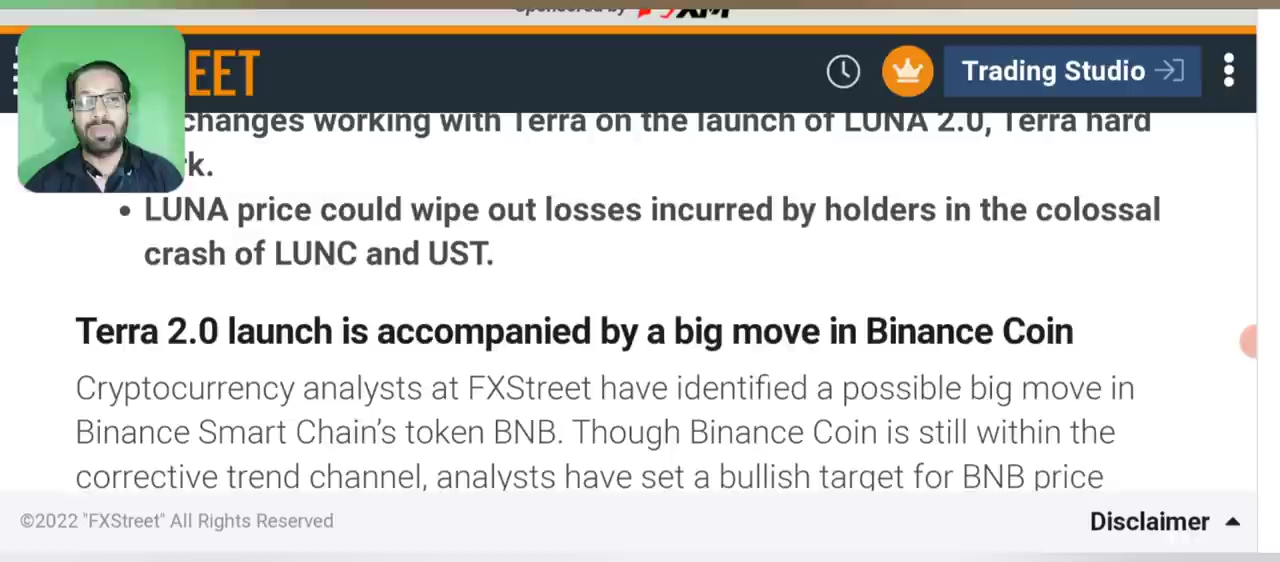 EET
Trading Studio
changes working with Terra on the launch of LUNA 2.0, Terra hard
rk.
• LUNA price could wipe out losses incurred by holders in the colossal
crash of LUNC and UST.
Terra 2.0 launch is accompanied by a big move in Binance Coin
Cryptocurrency analysts at FXStreet have identified a possible big move in
Binance Smart Chain’s token BNB. Though Binance Coin is still within the
corrective trend channel, analysts have set a bullish target for BNB price
©2022 "FXStreet" All Rights Reserved
Disclaimer